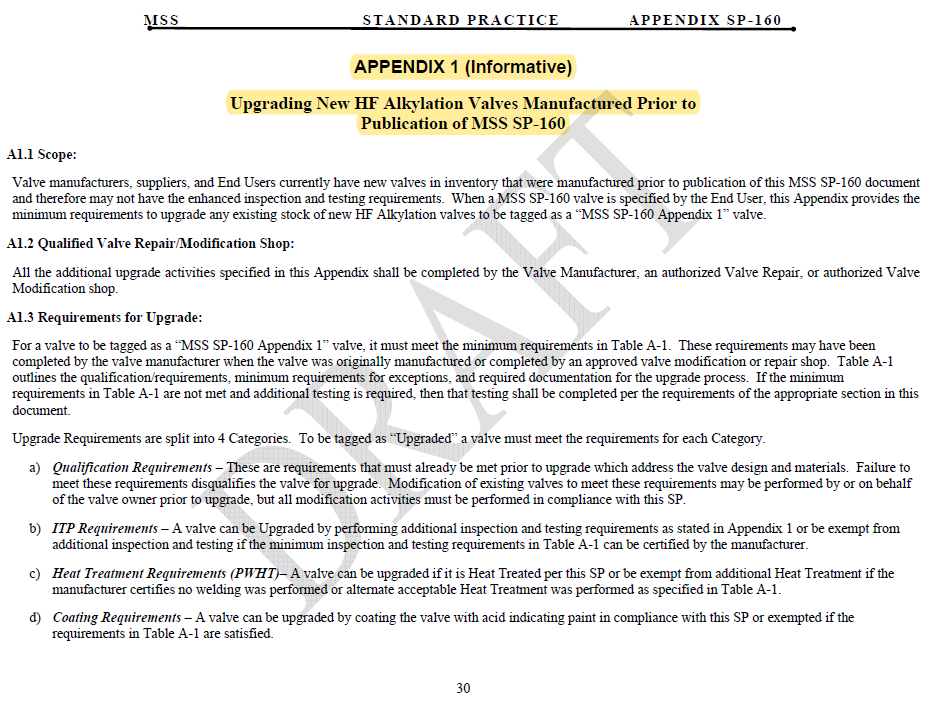 MSS STANDARD PRACTICE APPENDIX SP-160
APPENDIX 1 (Informative)
Upgrading New HF Alkylation Valves Manufactured Prior to
Publication of MSS SP-160
A1.1 Scope:
Valve manufacturers, suppliers, and End Users currently have new valves in inventory that were manufactured prior to publication of this MSS SP-160 document
and therefore may not have the enhanced inspection and testing requirements. When a MSS SP-160 valve is specified by the End User, this Appendix provides the
minimum requirements to upgrade any existing stock of new HF Alkylation valves to be tagged as a “MSS SP-160 Appendix 1” valve.
A1.2 Qualified Valve Repair/Modification Shop:
All the additional upgrade activities specified in this Appendix shall be completed by the Valve Manufacturer, an authorized Valve Repair, or authorized Valve
Modification shop.
A1.3 Requirements for Upgrade:
For a valve to be tagged as a “MSS SP-160 Appendix 1” valve, it must meet the minimum requirements in Table A-1. These requirements may have been
completed by the valve manufacturer when the valve was originally manufactured or completed by an approved valve modification or repair shop. Table A-1
outlines the qualification/requirements, minimum requirements for exceptions, and required documentation for the upgrade process. If the minimum
requirements in Table A-1 are not met and additional testing is required, then that testing shall be completed per the requirements of the appropriate section in this
document.
Upgrade Requirements are split into 4 Categories. To be tagged as “Upgraded” a valve must meet the requirements for each Category.
a) Qualification Requirements – These are requirements that must already be met prior to upgrade which address the valve design and materials. Failure to
meet these requirements disqualifies the valve for upgrade. Modification of existing valves to meet these requirements may be performed by or on behalf
of the valve owner prior to upgrade, but all modification activities must be performed in compliance with this SP.
b) ITP Requirements – A valve can be Upgraded by performing additional inspection and testing requirements as stated in Appendix 1 or be exempt from
additional inspection and testing if the minimum inspection and testing requirements in Table A-1 can be certified by the manufacturer.
c) Heat Treatment Requirements (PWHT)– A valve can be upgraded if it is Heat Treated per this SP or be exempt from additional Heat Treatment if the
manufacturer certifies no welding was performed or alternate acceptable Heat Treatment was performed as specified in Table A-1.
d) Coating Requirements – A valve can be upgraded by coating the valve with acid indicating paint in compliance with this SP or exempted if the
requirements in Table A-1 are satisfied.
DRAFT
30